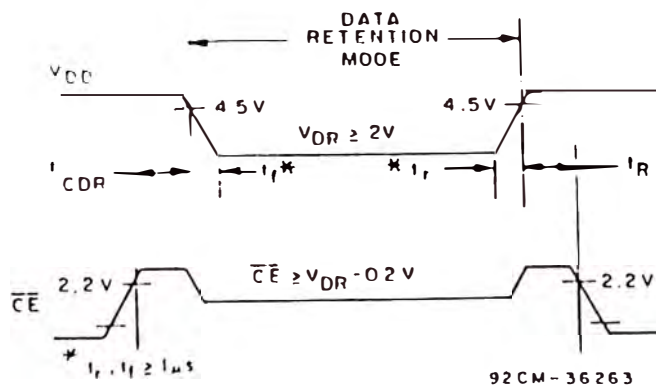 DATA
RETENTION
MODE
VDD
4.5V
4.5V
VDR ≥ 2V
tCDR
tf*
* tr
tR
CE ≥ VDR -0.2V
2.2V
2.2V
CE
* tr, tf ≥ 1µs
92CM-36263